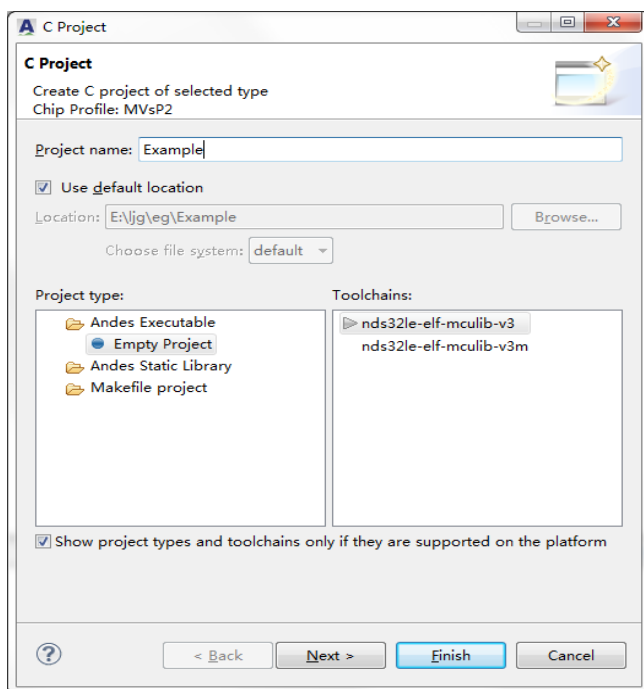 C Project
C Project
Create C project of selected type
Chip Profile: MVsP2
Project name: Example
Use default location
Location: E:\ljg\eg\Example Browse...
Choose file system: default
Project type: Toolchains:
Andes Executable nds32le-elf-mculib-v3
Empty Project nds32le-elf-mculib-v3m
Andes Static Library
Makefile project
Show project types and toolchains only if they are supported on the platform
? < Back Next > Finish Cancel